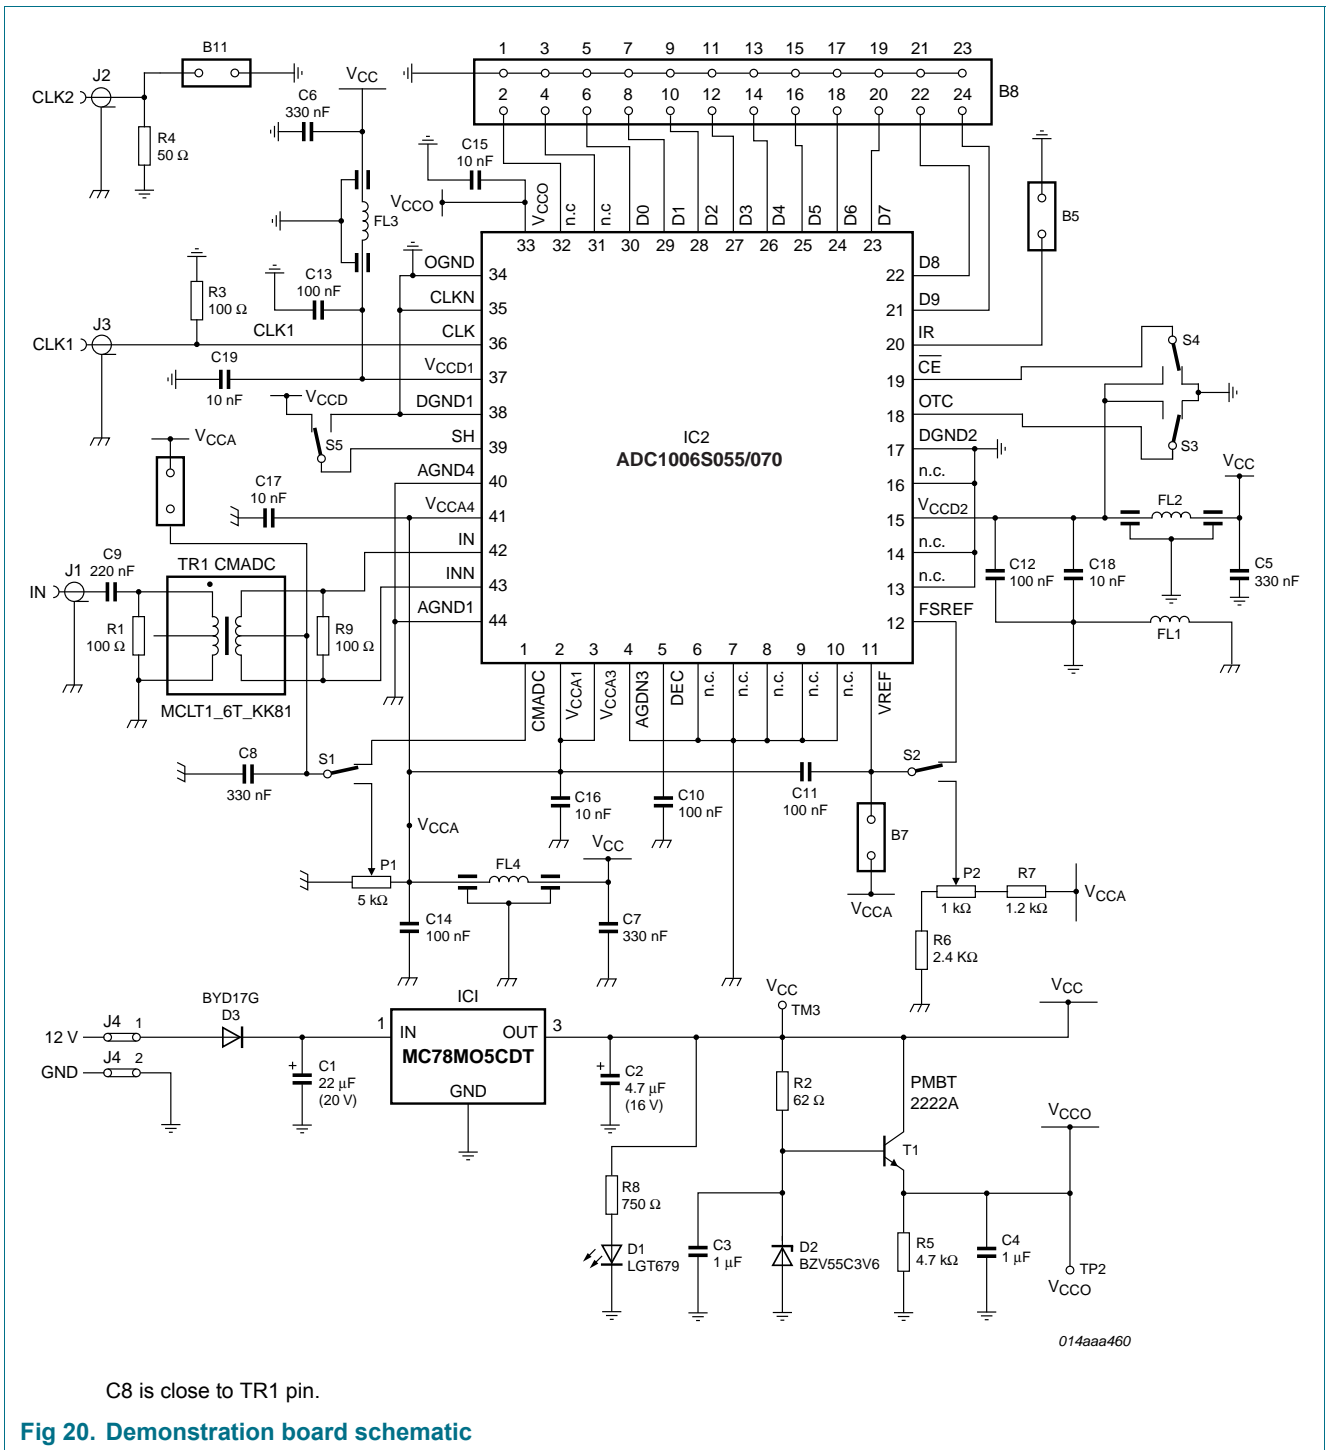 B11
1 3 5 7 9 11 13 15 17 19 21 23
J2
VCC
CLK2
C6
330 nF
2 4 6 8 10 12 14 16 18 20 22 24
B8
R4
50 Ω
C15
10 nF
VCCO
VCCO
n.c
n.c
D0
D1
D2
D3
D4
D5
D6
D7
B5
FL3
33 32 31 30 29 28 27 26 25 24 23
OGND
34
D8
22
C13
100 nF
CLKN
35
D9
21
R3
100 Ω
J3
CLK1
CLK1
CLK
36
IR
20
S4
C19
10 nF
VCCD1
37
CE
19
VCCD
DGND1
38
OTC
18
S5
SH
39
IC2
ADC1006S055/070
DGND2
17
S3
VCCA
AGND4
40
n.c.
16
VCC
C17
10 nF
VCCA4
41
VCCD2
15
FL2
IN
42
n.c.
14
C9
220 nF
J1
IN
TR1 CMADC
INN
43
n.c.
13
C12
100 nF
C18
10 nF
C5
330 nF
AGND1
44
FSREF
12
R1
100 Ω
R9
100 Ω
FL1
1 2 3 4 5 6 7 8 9 10 11
MCLT1_6T_KK81
CMADC
VCCA1
VCCA3
AGDN3
DEC
n.c.
n.c.
n.c.
n.c.
n.c.
VREF
C8
330 nF
S1
S2
C16
10 nF
C10
100 nF
C11
100 nF
VCCA
B7
VCC
P1
5 kΩ
FL4
P2
1 kΩ
R7
1.2 kΩ
VCCA
VCCA
C14
100 nF
C7
330 nF
R6
2.4 KΩ
BYD17G
D3
ICI
VCC
TM3
VCC
12 V
J4 1
1
IN
OUT
3
MC78MO5CDT
GND
GND
J4 2
C1
22 µF
(20 V)
C2
4.7 µF
(16 V)
R2
62 Ω
PMBT
2222A
VCCO
T1
R8
750 Ω
D1
LGT679
C3
1 µF
D2
BZV55C3V6
R5
4.7 kΩ
C4
1 µF
TP2
VCCO
014aaa460
C8 is close to TR1 pin.
Fig 20. Demonstration board schematic